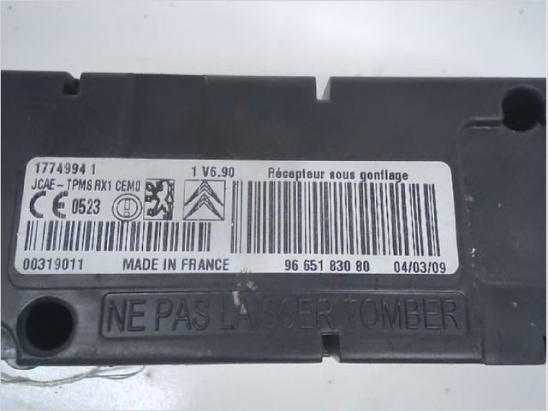 1774994 1 1 V6.90 Récepteur sous gonflage
JCAE - TPMS RX1 CEM0
CE 0523
00319011 MADE IN FRANCE 96 651 830 80 04/03/09
NE PAS LAISSER TOMBER